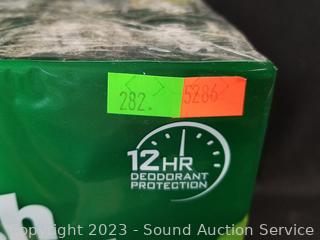 282. 5286
12HR
DEODORANT
PROTECTION
Copyright 2023 - Sound Auction Service